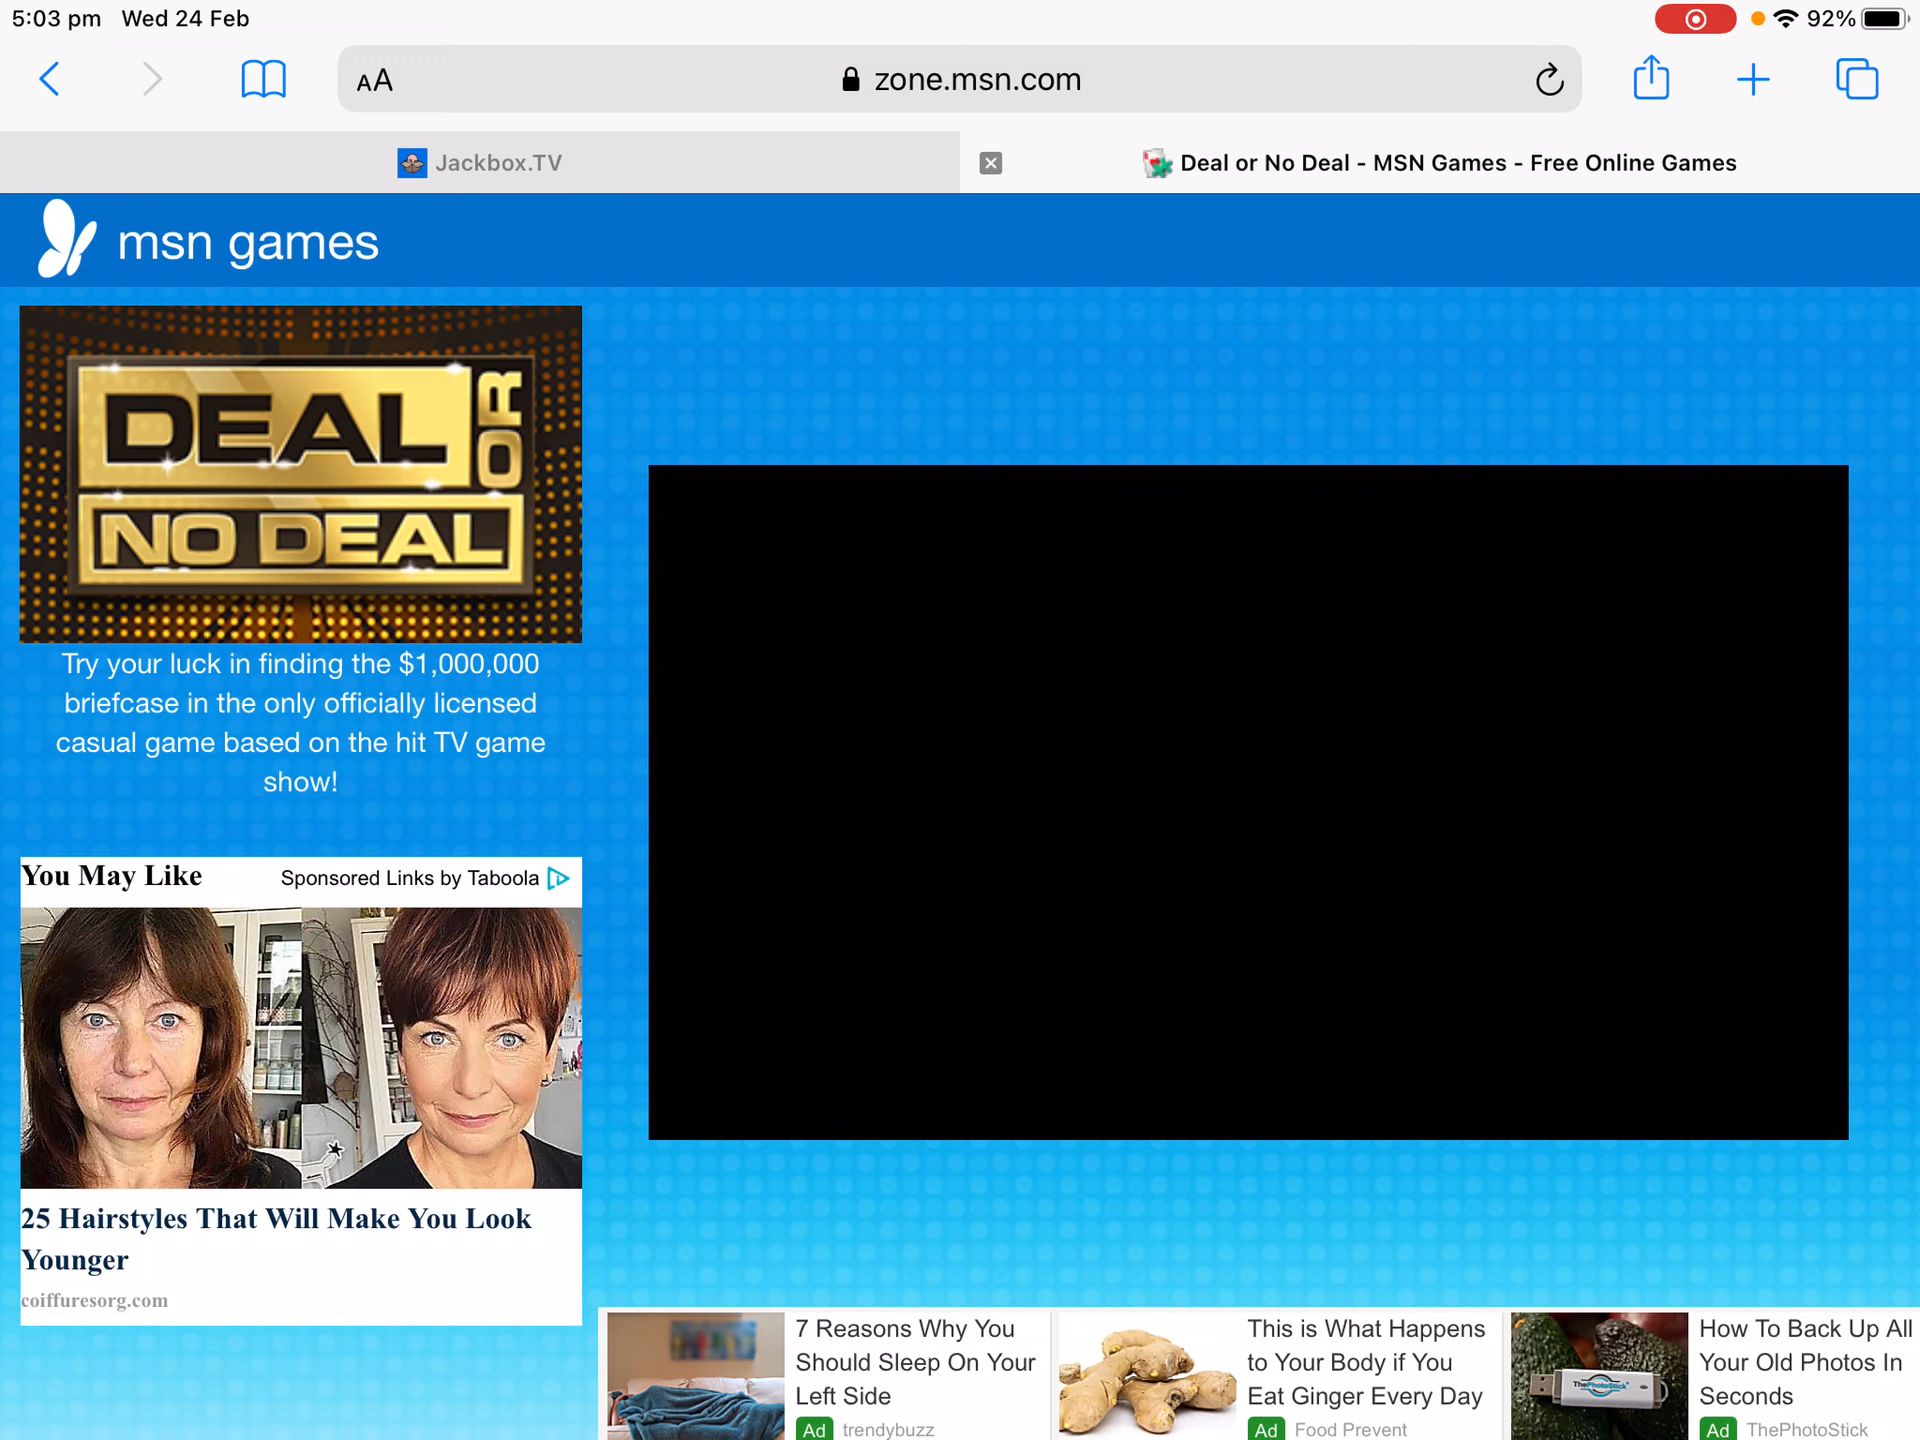 5:03 pm Wed 24 Feb
92%
AA
zone.msn.com
Jackbox.TV
Deal or No Deal - MSN Games - Free Online Games
msn games
DEAL
OR
NO DEAL
Try your luck in finding the $1,000,000
briefcase in the only officially licensed
casual game based on the hit TV game
show!
You May Like
Sponsored Links by Taboola
25 Hairstyles That Will Make You Look
Younger
coiffuresorg.com
7 Reasons Why You
Should Sleep On Your
Left Side
Ad trendybuzz
This is What Happens
to Your Body if You
Eat Ginger Every Day
Ad Food Prevent
ThePhotoStick
How To Back Up All
Your Old Photos In
Seconds
Ad ThePhotoStick